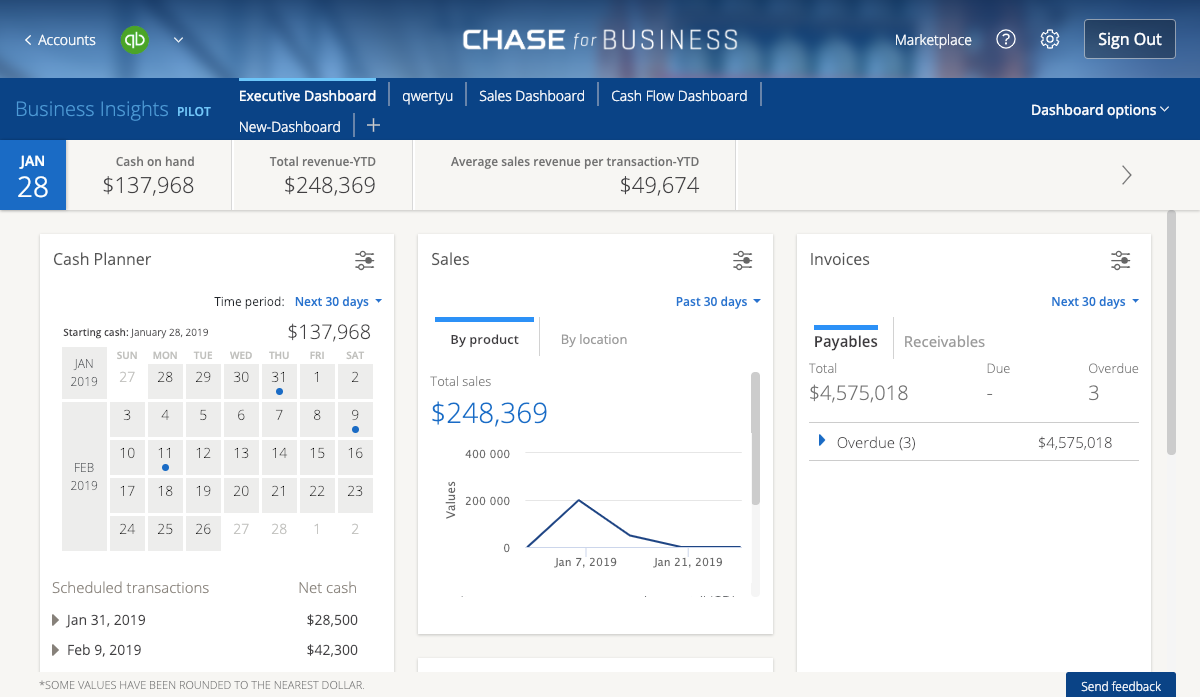 Accounts
qb
CHASE for BUSINESS
Marketplace
?
Sign Out
Business Insights PILOT
Executive Dashboard
qwertyu
Sales Dashboard
Cash Flow Dashboard
New-Dashboard
+
Dashboard options
JAN
28
Cash on hand
$137,968
Total revenue-YTD
$248,369
Average sales revenue per transaction-YTD
$49,674
Cash Planner
Time period: Next 30 days
Starting cash: January 28, 2019 $137,968
SUN MON TUE WED THU FRI SAT
JAN
2019
27 28 29 30 31 1 2
3 4 5 6 7 8 9
10 11 12 13 14 15 16
FEB
2019
17 18 19 20 21 22 23
24 25 26 27 28 1 2
Scheduled transactions Net cash
Jan 31, 2019 $28,500
Feb 9, 2019 $42,300
Sales
Past 30 days
By product By location
Total sales
$248,369
400 000
200 000
0
Values
Jan 7, 2019 Jan 21, 2019
Invoices
Next 30 days
Payables Receivables
Total Due Overdue
$4,575,018 - 3
Overdue (3) $4,575,018
*SOME VALUES HAVE BEEN ROUNDED TO THE NEAREST DOLLAR.
Send feedback